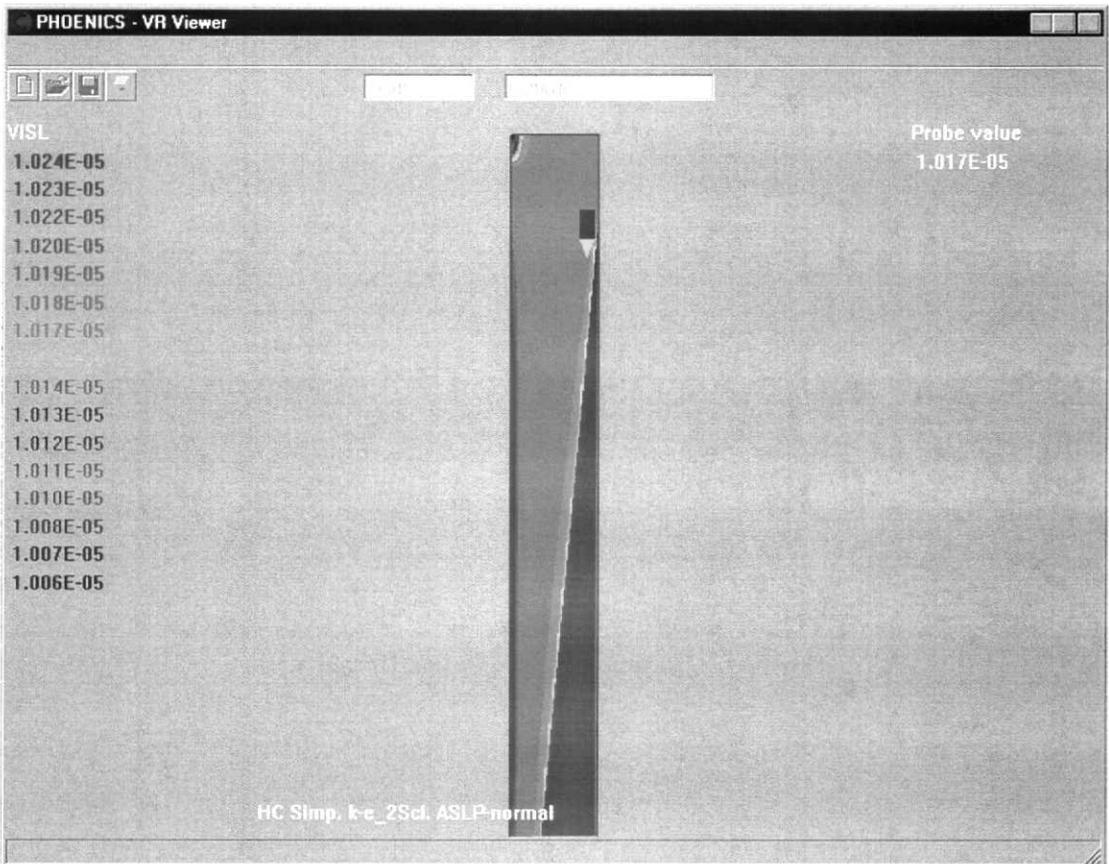 PHOENICS - VR Viewer
VISL
Probe value
1.024E-05
1.017E-05
1.023E-05
1.022E-05
1.020E-05
1.019E-05
1.018E-05
1.017E-05
1.014E-05
1.013E-05
1.012E-05
1.011E-05
1.010E-05
1.008E-05
1.007E-05
1.006E-05
HC Simp. k-e_2Scl. ASLP-normal